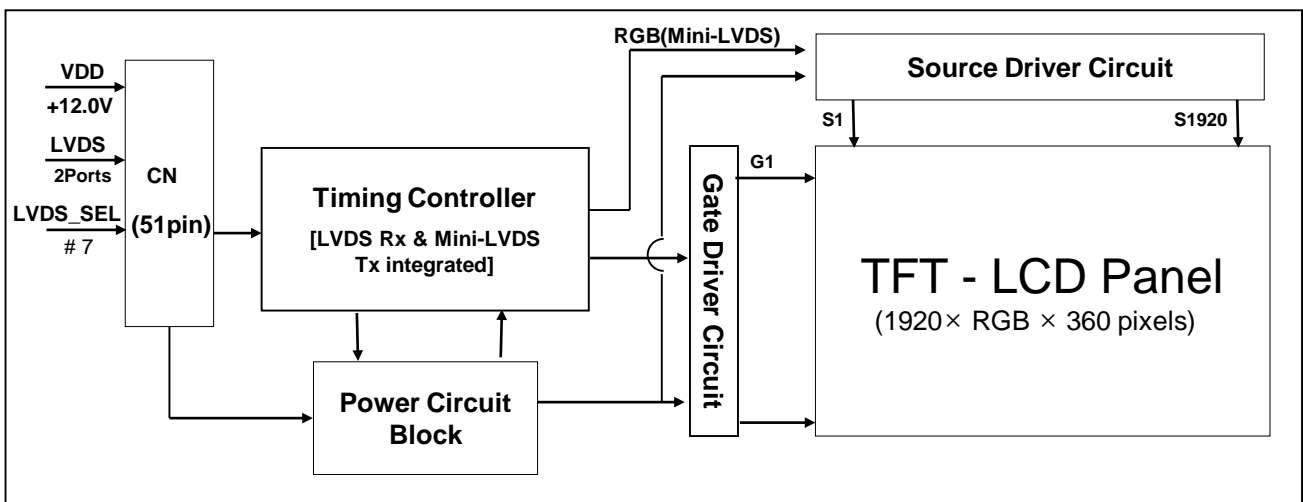 RGB(Mini-LVDS)
Source Driver Circuit
VDD
+12.0V
S1
S1920
LVDS
2Ports
CN
(51pin)
LVDS_SEL
# 7
Timing Controller
[LVDS Rx & Mini-LVDS
Tx integrated]
G1
Gate Driver Circuit
TFT - LCD Panel
(1920× RGB × 360 pixels)
Power Circuit
Block